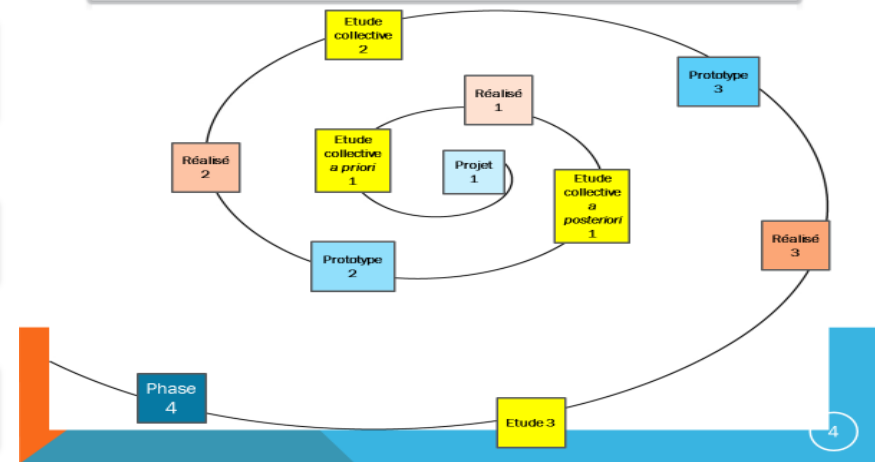 Etude
collective
2
Prototype
3
Réalisé
1
Etude
collective
a priori
1
Projet
1
Réalisé
2
Etude
collective
a
posteriori
1
Prototype
2
Réalisé
3
Phase
4
Etude 3
4